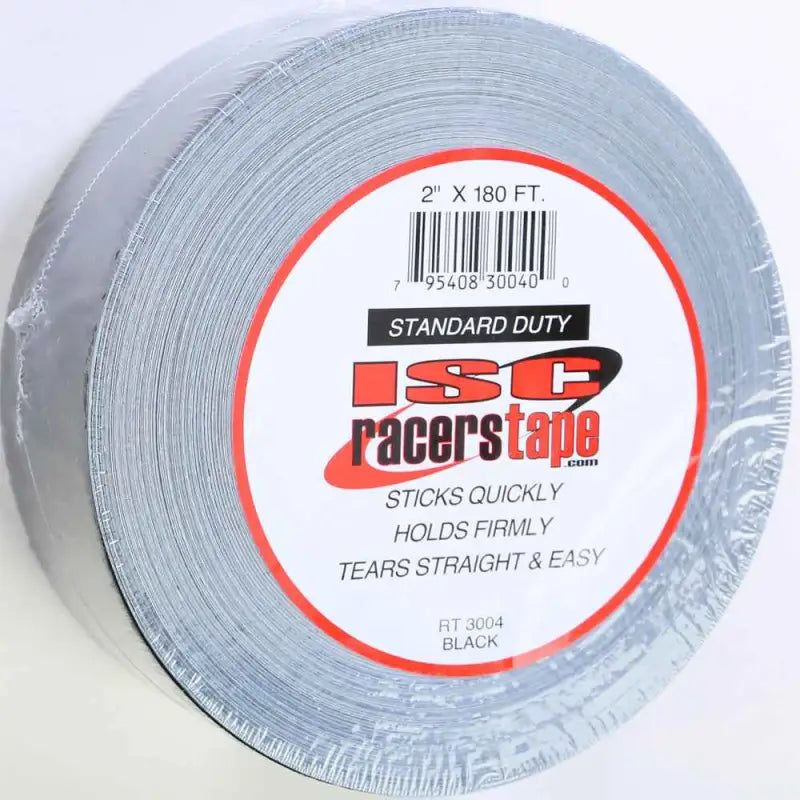 2" X 180 FT.
7 95408 30040 0
STANDARD DUTY
ISC
racerstape
.com
STICKS QUICKLY
HOLDS FIRMLY
TEARS STRAIGHT & EASY
RT 3004
BLACK